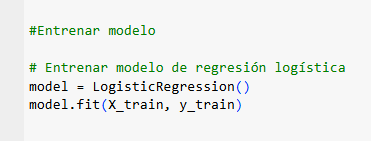 #Entrenar modelo
# Entrenar modelo de regresión logística
model = LogisticRegression()
model.fit(X_train, y_train)